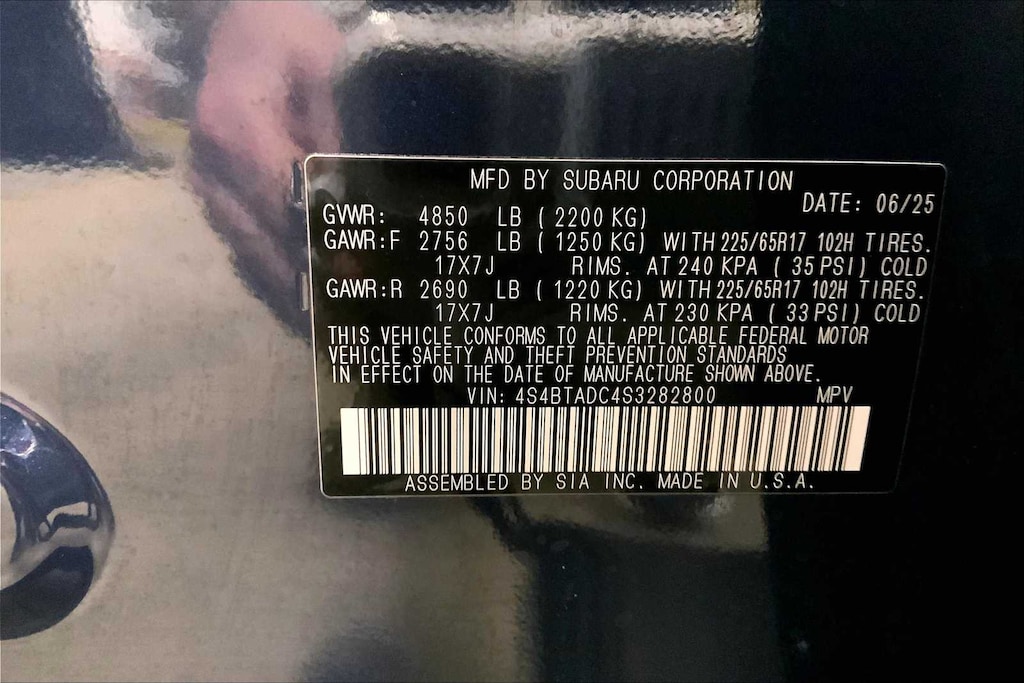 MFD BY SUBARU CORPORATION
DATE: 06/25
GVWR: 4850 LB ( 2200 KG)
GAWR:F 2756 LB ( 1250 KG) WITH 225/65R17 102H TIRES.
17X7J RIMS. AT 240 KPA ( 35 PSI) COLD
GAWR:R 2690 LB ( 1220 KG) WITH 225/65R17 102H TIRES.
17X7J RIMS. AT 230 KPA ( 33 PSI) COLD
THIS VEHICLE CONFORMS TO ALL APPLICABLE FEDERAL MOTOR
VEHICLE SAFETY AND THEFT PREVENTION STANDARDS
IN EFFECT ON THE DATE OF MANUFACTURE SHOWN ABOVE.
VIN: 4S4BTADC4S3282800 MPV
ASSEMBLED BY SIA INC. MADE IN U.S.A.